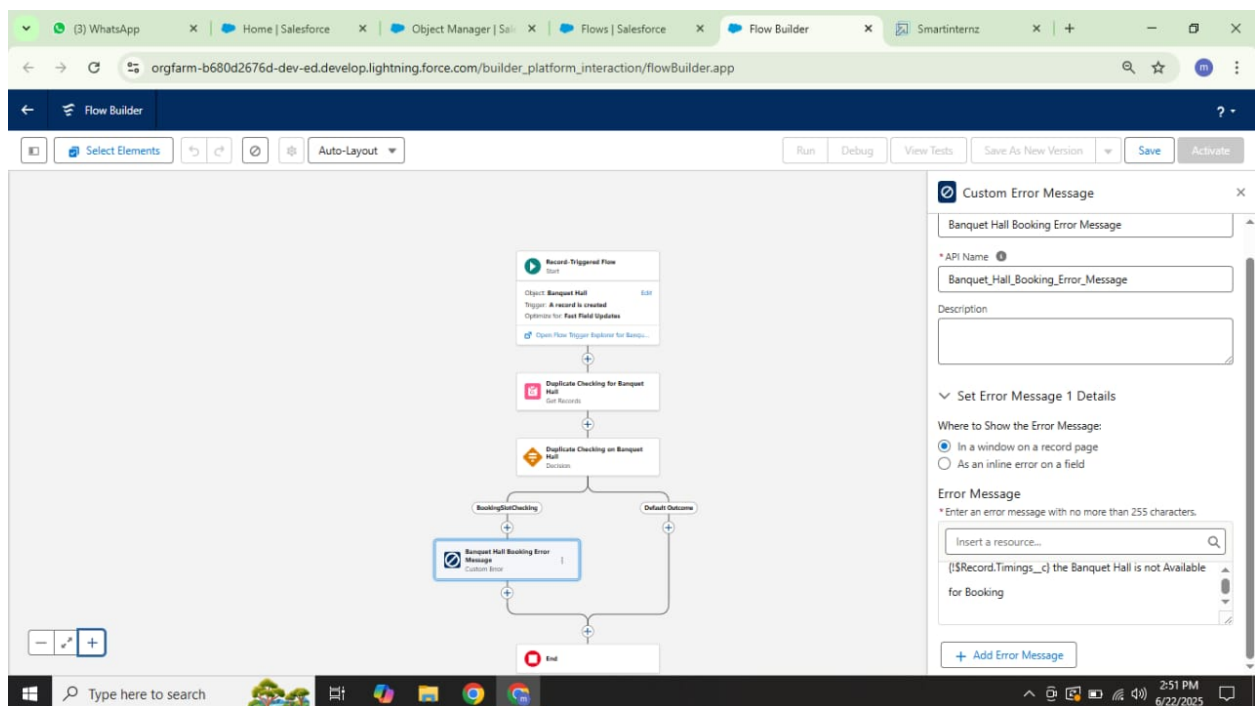 (3) WhatsApp
Home | Salesforce
Object Manager | Sal
Flows | Salesforce
Flow Builder
Smartinternz
orgfarm-b680d2676d-dev-ed.develop.lightning.force.com/builder_platform_interaction/flowBuilder.app
m
Flow Builder
?
Select Elements
Auto-Layout
Run
Debug
View Tests
Save As New Version
Save
Activate
Record-Triggered Flow
Start
Object: Banquet Hall
Edit
Trigger: A record is created
Optimize for: Fast Field Updates
Open Flow Trigger Explorer for Banqu...
Duplicate Checking for Banquet
Hall
Get Records
Duplicate Checking on Banquet
Hall
Decision
BookingSlotChecking
Default Outcome
Banquet Hall Booking Error
Message
Custom Error
End
Custom Error Message
Banquet Hall Booking Error Message
* API Name
Banquet_Hall_Booking_Error_Message
Description
Set Error Message 1 Details
Where to Show the Error Message:
In a window on a record page
As an inline error on a field
Error Message
* Enter an error message with no more than 255 characters.
Insert a resource...
{!$Record.Timings__c} the Banquet Hall is not Available
for Booking
+ Add Error Message
Type here to search
2:51 PM
6/22/2025